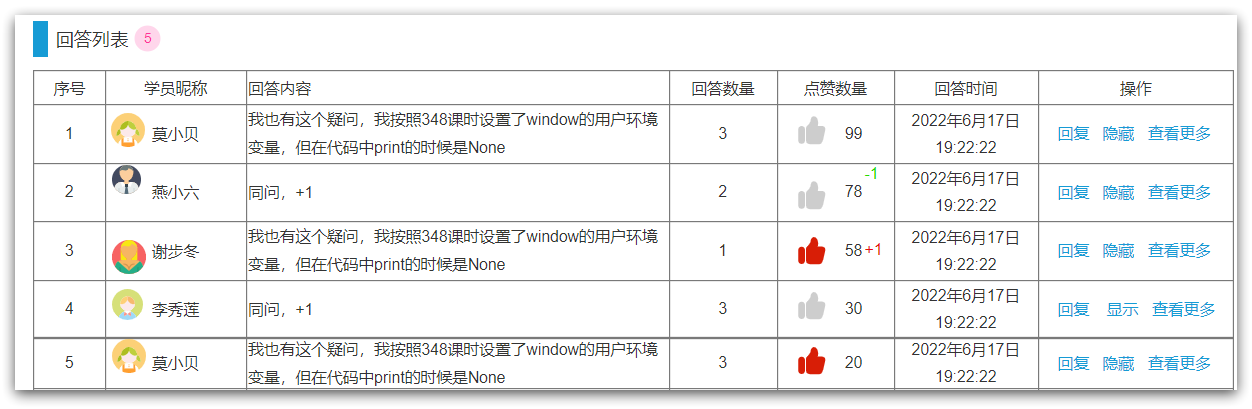 回答列表 5
序号 学员昵称 回答内容 回答数量 点赞数量 回答时间 操作
1 莫小贝 我也有这个疑问，我按照348课时设置了window的用户环境 3 99 2022年6月17日 回复 隐藏 查看更多
变量，但在代码中print的时候是None 19:22:22
2 燕小六 同问，+1 2 78 -1 2022年6月17日 回复 隐藏 查看更多
19:22:22
3 谢步冬 我也有这个疑问，我按照348课时设置了window的用户环境 1 58 +1 2022年6月17日 回复 隐藏 查看更多
变量，但在代码中print的时候是None 19:22:22
4 李秀莲 同问，+1 3 30 2022年6月17日 回复 显示 查看更多
19:22:22
5 莫小贝 我也有这个疑问，我按照348课时设置了window的用户环境 3 20 2022年6月17日 回复 隐藏 查看更多
变量，但在代码中print的时候是None 19:22:22